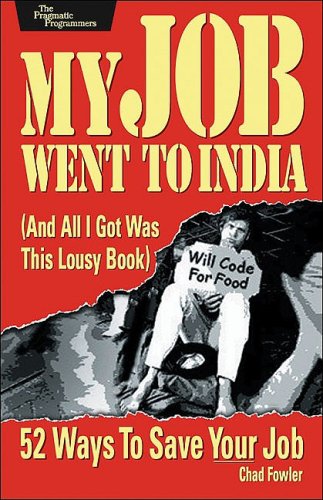 The
Pragmatic
Programmers
MY JOB
WENT TO INDIA
(And All I Got Was
This Lousy Book)
Will Code
For Food
52 Ways To Save Your Job
Chad Fowler